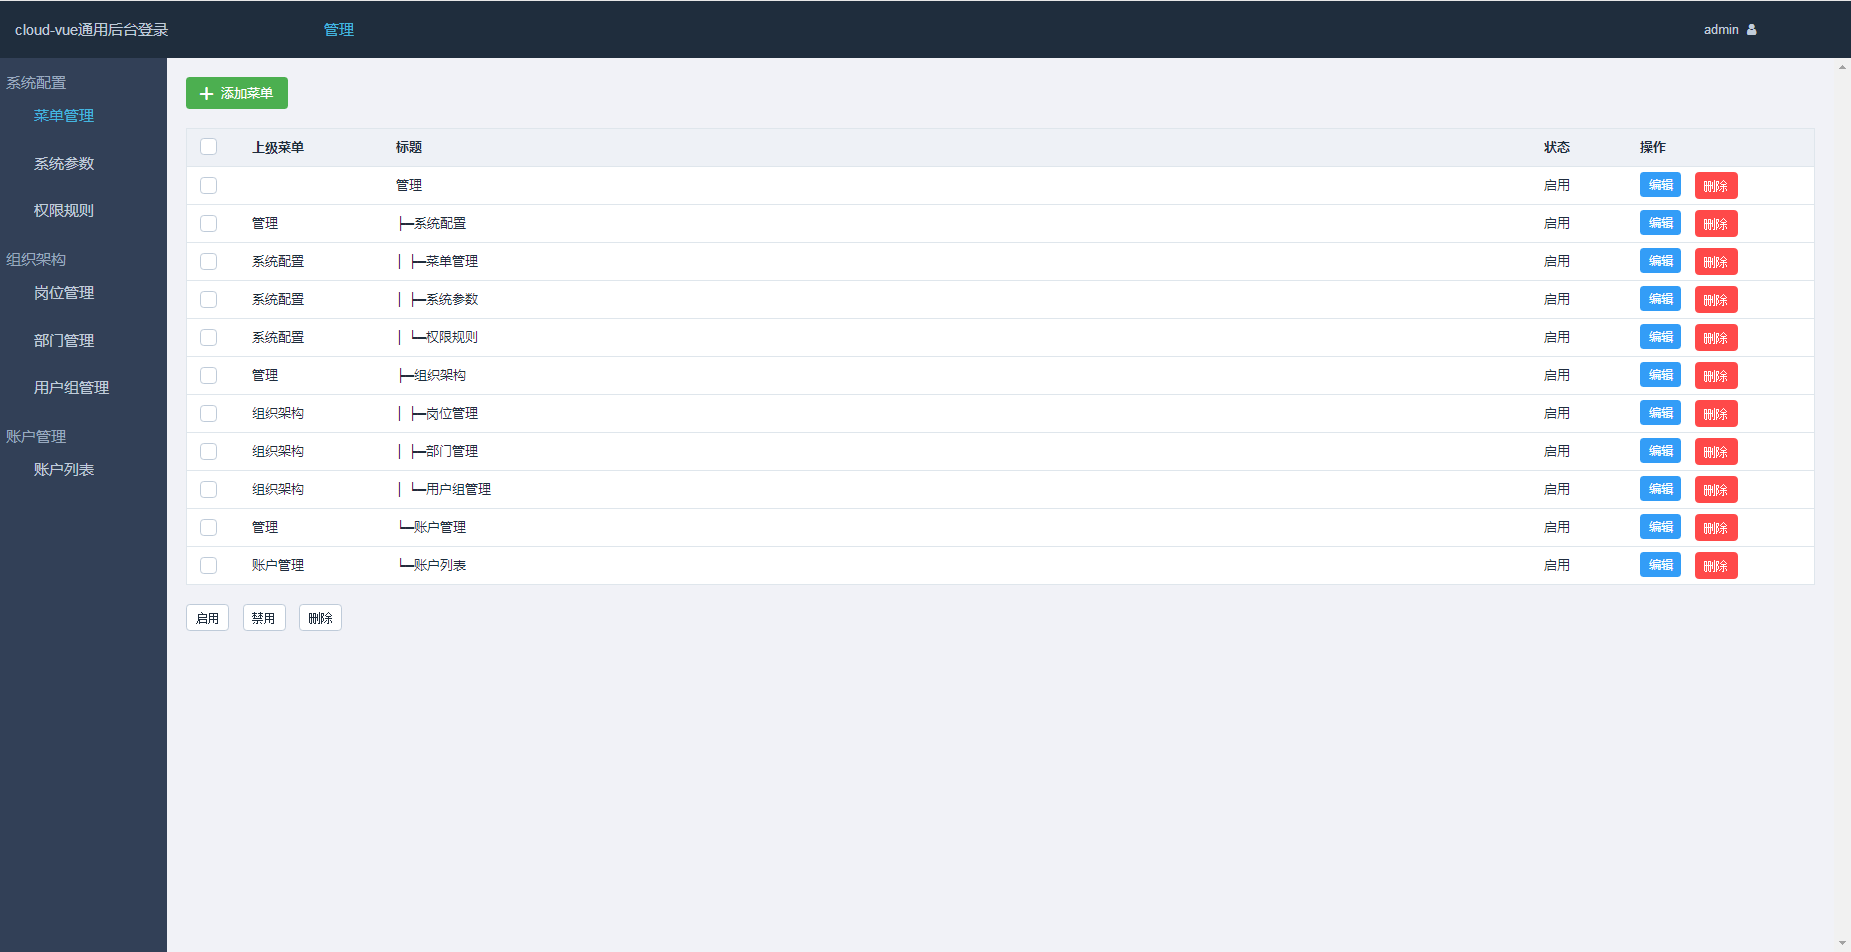 cloud-vue通用后台登录 管理 admin
系统配置
菜单管理
系统参数
权限规则
组织架构
岗位管理
部门管理
用户组管理
账户管理
账户列表
添加菜单
上级菜单 标题 状态 操作
管理 启用 编辑 删除
管理 ├─系统配置 启用 编辑 删除
系统配置 │ ├─菜单管理 启用 编辑 删除
系统配置 │ ├─系统参数 启用 编辑 删除
系统配置 │ └─权限规则 启用 编辑 删除
管理 ├─组织架构 启用 编辑 删除
组织架构 │ ├─岗位管理 启用 编辑 删除
组织架构 │ ├─部门管理 启用 编辑 删除
组织架构 │ └─用户组管理 启用 编辑 删除
管理 └─账户管理 启用 编辑 删除
账户管理 └─账户列表 启用 编辑 删除
启用 禁用 删除